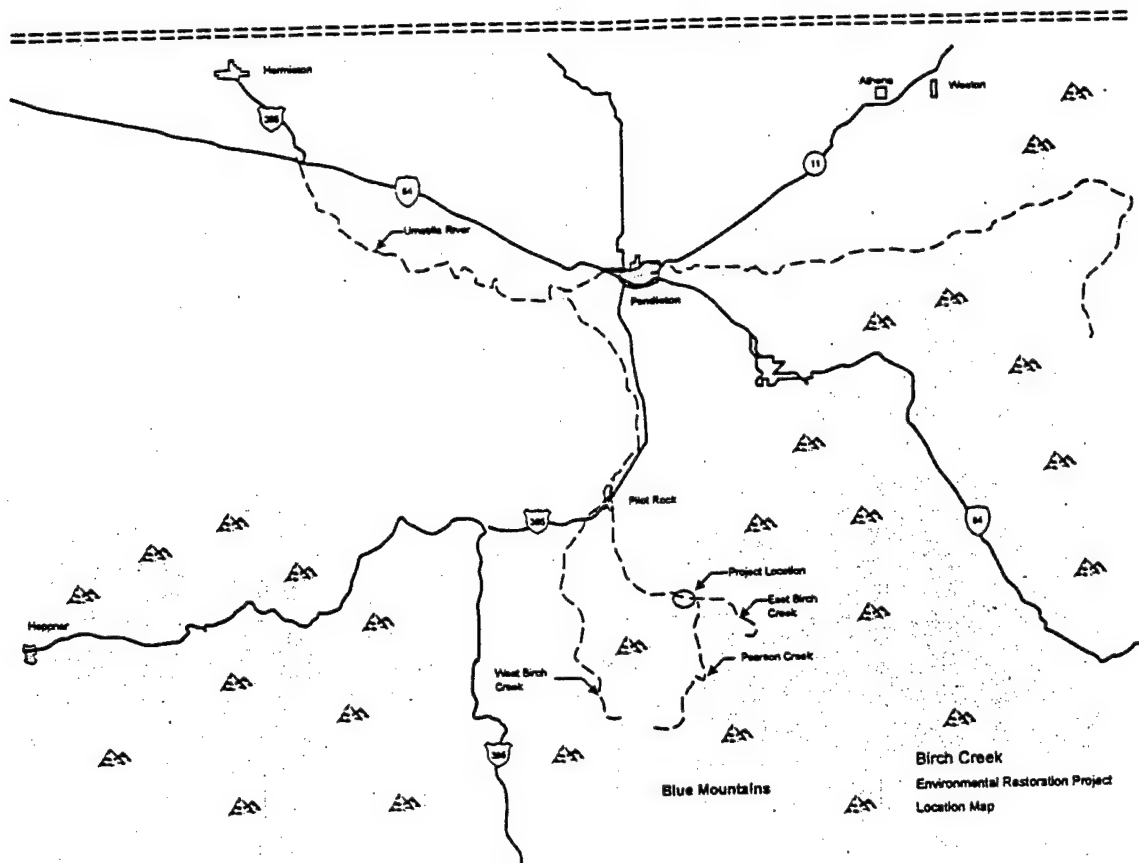 Hermiston
Athena
Weston
395
11
84
Umatilla River
Pendleton
Pilot Rock
395
84
Project Location
East Birch
Creek
Heppner
West Birch
Creek
Pearson Creek
395
Blue Mountains
Birch Creek
Environmental Restoration Project
Location Map